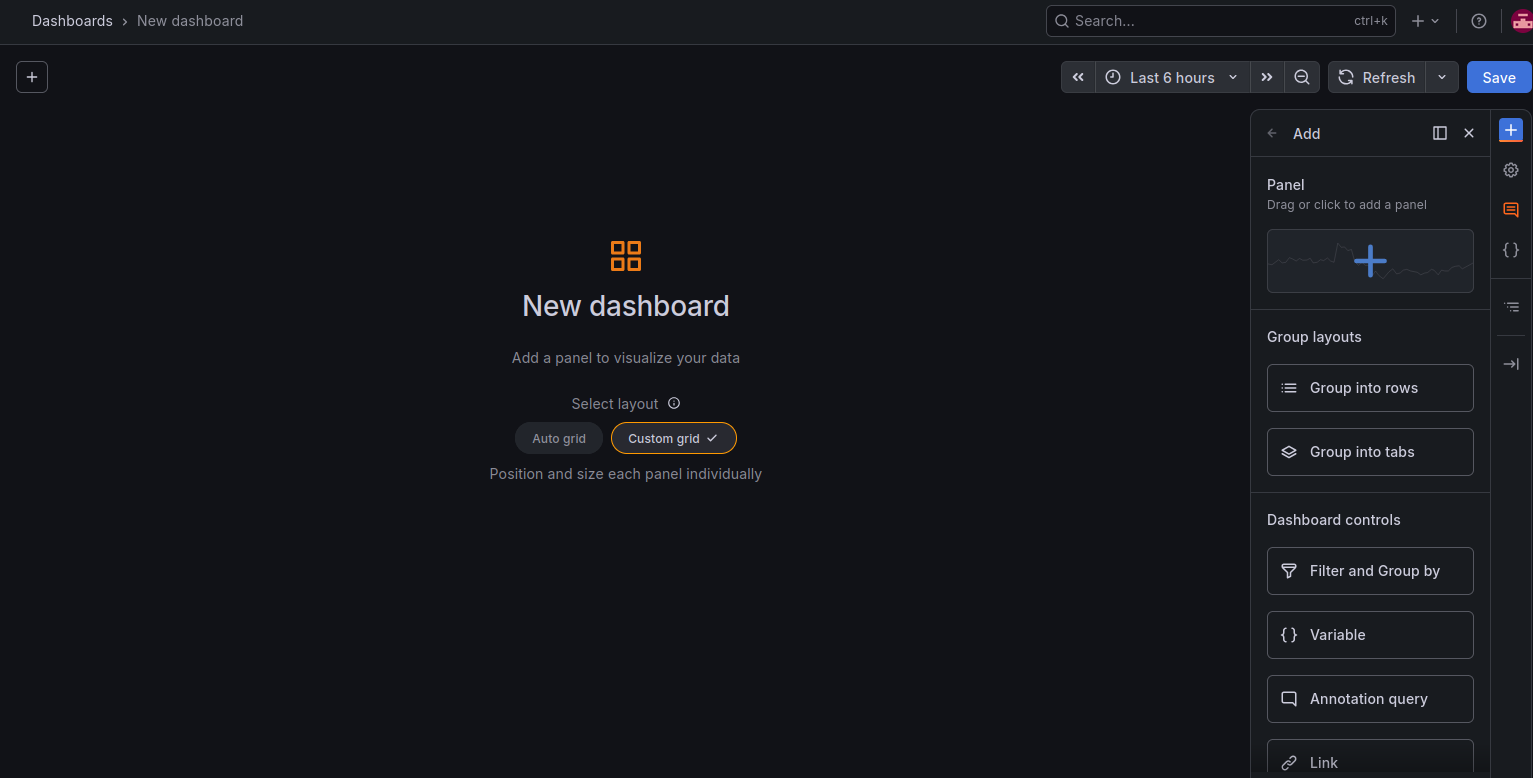 Dashboards › New dashboard
Search... ctrl+k
Last 6 hours Refresh Save
Add
Panel
Drag or click to add a panel
New dashboard
Add a panel to visualize your data
Select layout
Auto grid Custom grid
Position and size each panel individually
Group layouts
Group into rows
Group into tabs
Dashboard controls
Filter and Group by
Variable
Annotation query
Link